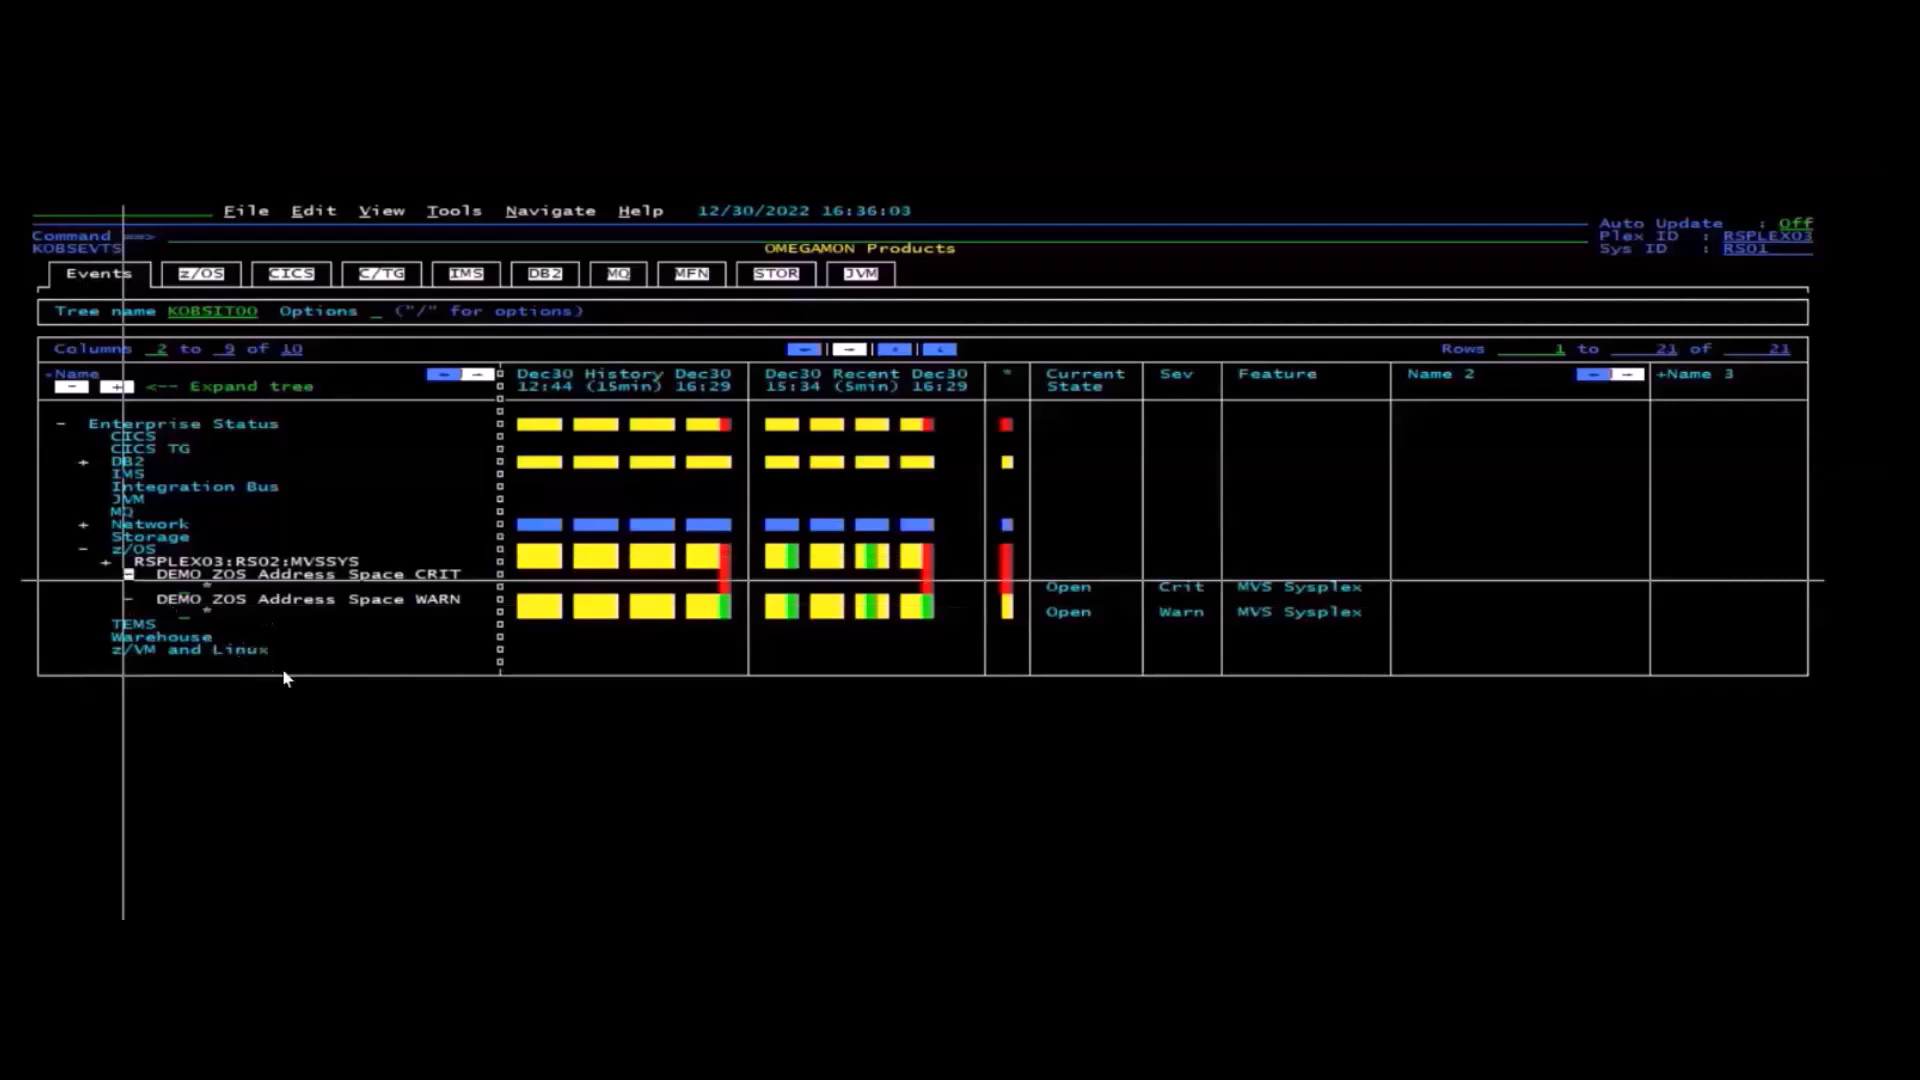 File Edit View Tools Navigate Help 12/30/2022 16:36:03
Auto Update : Off
Command ==> Plex ID : RSPLEX03
KOBSEVTS OMEGAMON Products Sys ID : RS01
Events z/OS CICS C/TG IMS DB2 MQ MFN STOR JVM
Tree name KOBSIT00 Options _ ("/" for options)
Columns 2 to 9 of 10 Rows 1 to 21 of 21
Name Dec30 History Dec30 Dec30 Recent Dec30 * Current Sev Feature Name 2 +Name 3
- + <-- Expand tree 12:44 (15min) 16:29 15:34 (5min) 16:29 State
- Enterprise Status
CICS
CICS TG
+ DB2
IMS
Integration Bus
JVM
MQ
+ Network
Storage
- z/OS
+ RSPLEX03:RS02:MVSSYS
- DEMO ZOS Address Space CRIT
* Open Crit MVS Sysplex
- DEMO ZOS Address Space WARN
* Open Warn MVS Sysplex
TEMS
Warehouse
z/VM and Linux